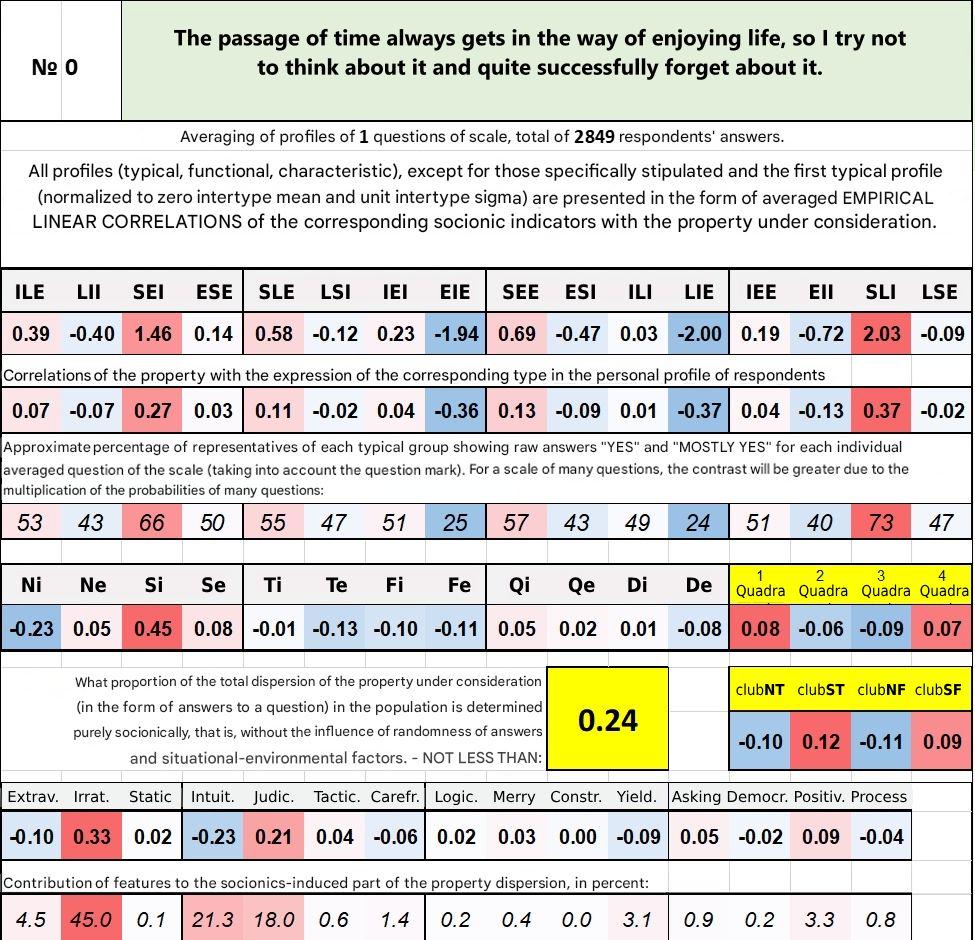 № 0
The passage of time always gets in the way of enjoying life, so I try not
to think about it and quite successfully forget about it.
Averaging of profiles of 1 questions of scale, total of 2849 respondents' answers.
All profiles (typical, functional, characteristic), except for those specifically stipulated and the first typical profile
(normalized to zero intertype mean and unit intertype sigma) are presented in the form of averaged EMPIRICAL
LINEAR CORRELATIONS of the corresponding socionic indicators with the property under consideration.
ILE LII SEI ESE SLE LSI IEI EIE SEE ESI ILI LIE IEE EII SLI LSE
0.39 -0.40 1.46 0.14 0.58 -0.12 0.23 -1.94 0.69 -0.47 0.03 -2.00 0.19 -0.72 2.03 -0.09
Correlations of the property with the expression of the corresponding type in the personal profile of respondents
0.07 -0.07 0.27 0.03 0.11 -0.02 0.04 -0.36 0.13 -0.09 0.01 -0.37 0.04 -0.13 0.37 -0.02
Approximate percentage of representatives of each typical group showing raw answers "YES" and "MOSTLY YES" for each individual
averaged question of the scale (taking into account the question mark). For a scale of many questions, the contrast will be greater due to the
multiplication of the probabilities of many questions:
53 43 66 50 55 47 51 25 57 43 49 24 51 40 73 47
Ni Ne Si Se Ti Te Fi Fe Qi Qe Di De 1 Quadra 2 Quadra 3 Quadra 4 Quadra
-0.23 0.05 0.45 0.08 -0.01 -0.13 -0.10 -0.11 0.05 0.02 0.01 -0.08 0.08 -0.06 -0.09 0.07
What proportion of the total dispersion of the property under consideration
(in the form of answers to a question) in the population is determined
purely socionically, that is, without the influence of randomness of answers
and situational-environmental factors. - NOT LESS THAN:
0.24
clubNT clubST clubNF clubSF
-0.10 0.12 -0.11 0.09
Extrav. Irrat. Static Intuit. Judic. Tactic. Carefr. Logic. Merry Constr. Yield. Asking Democr. Positiv. Process
-0.10 0.33 0.02 -0.23 0.21 0.04 -0.06 0.02 0.03 0.00 -0.09 0.05 -0.02 0.09 -0.04
Contribution of features to the socionics-induced part of the property dispersion, in percent:
4.5 45.0 0.1 21.3 18.0 0.6 1.4 0.2 0.4 0.0 3.1 0.9 0.2 3.3 0.8